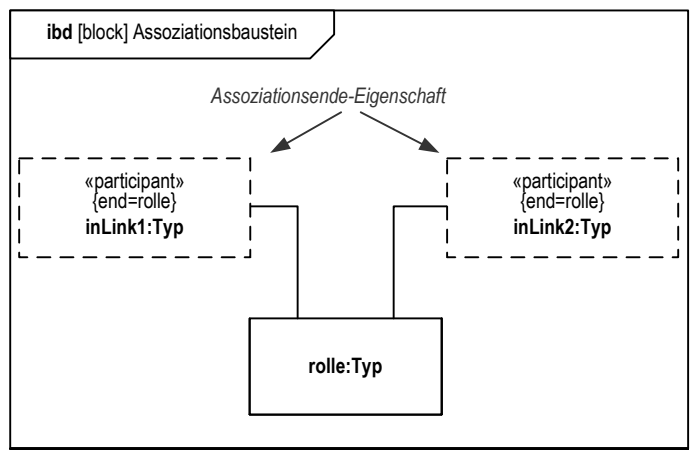 ibd [block] Assoziationsbaustein
Assoziationsende-Eigenschaft
«participant»
{end=rolle}
inLink1:Typ
«participant»
{end=rolle}
inLink2:Typ
rolle:Typ